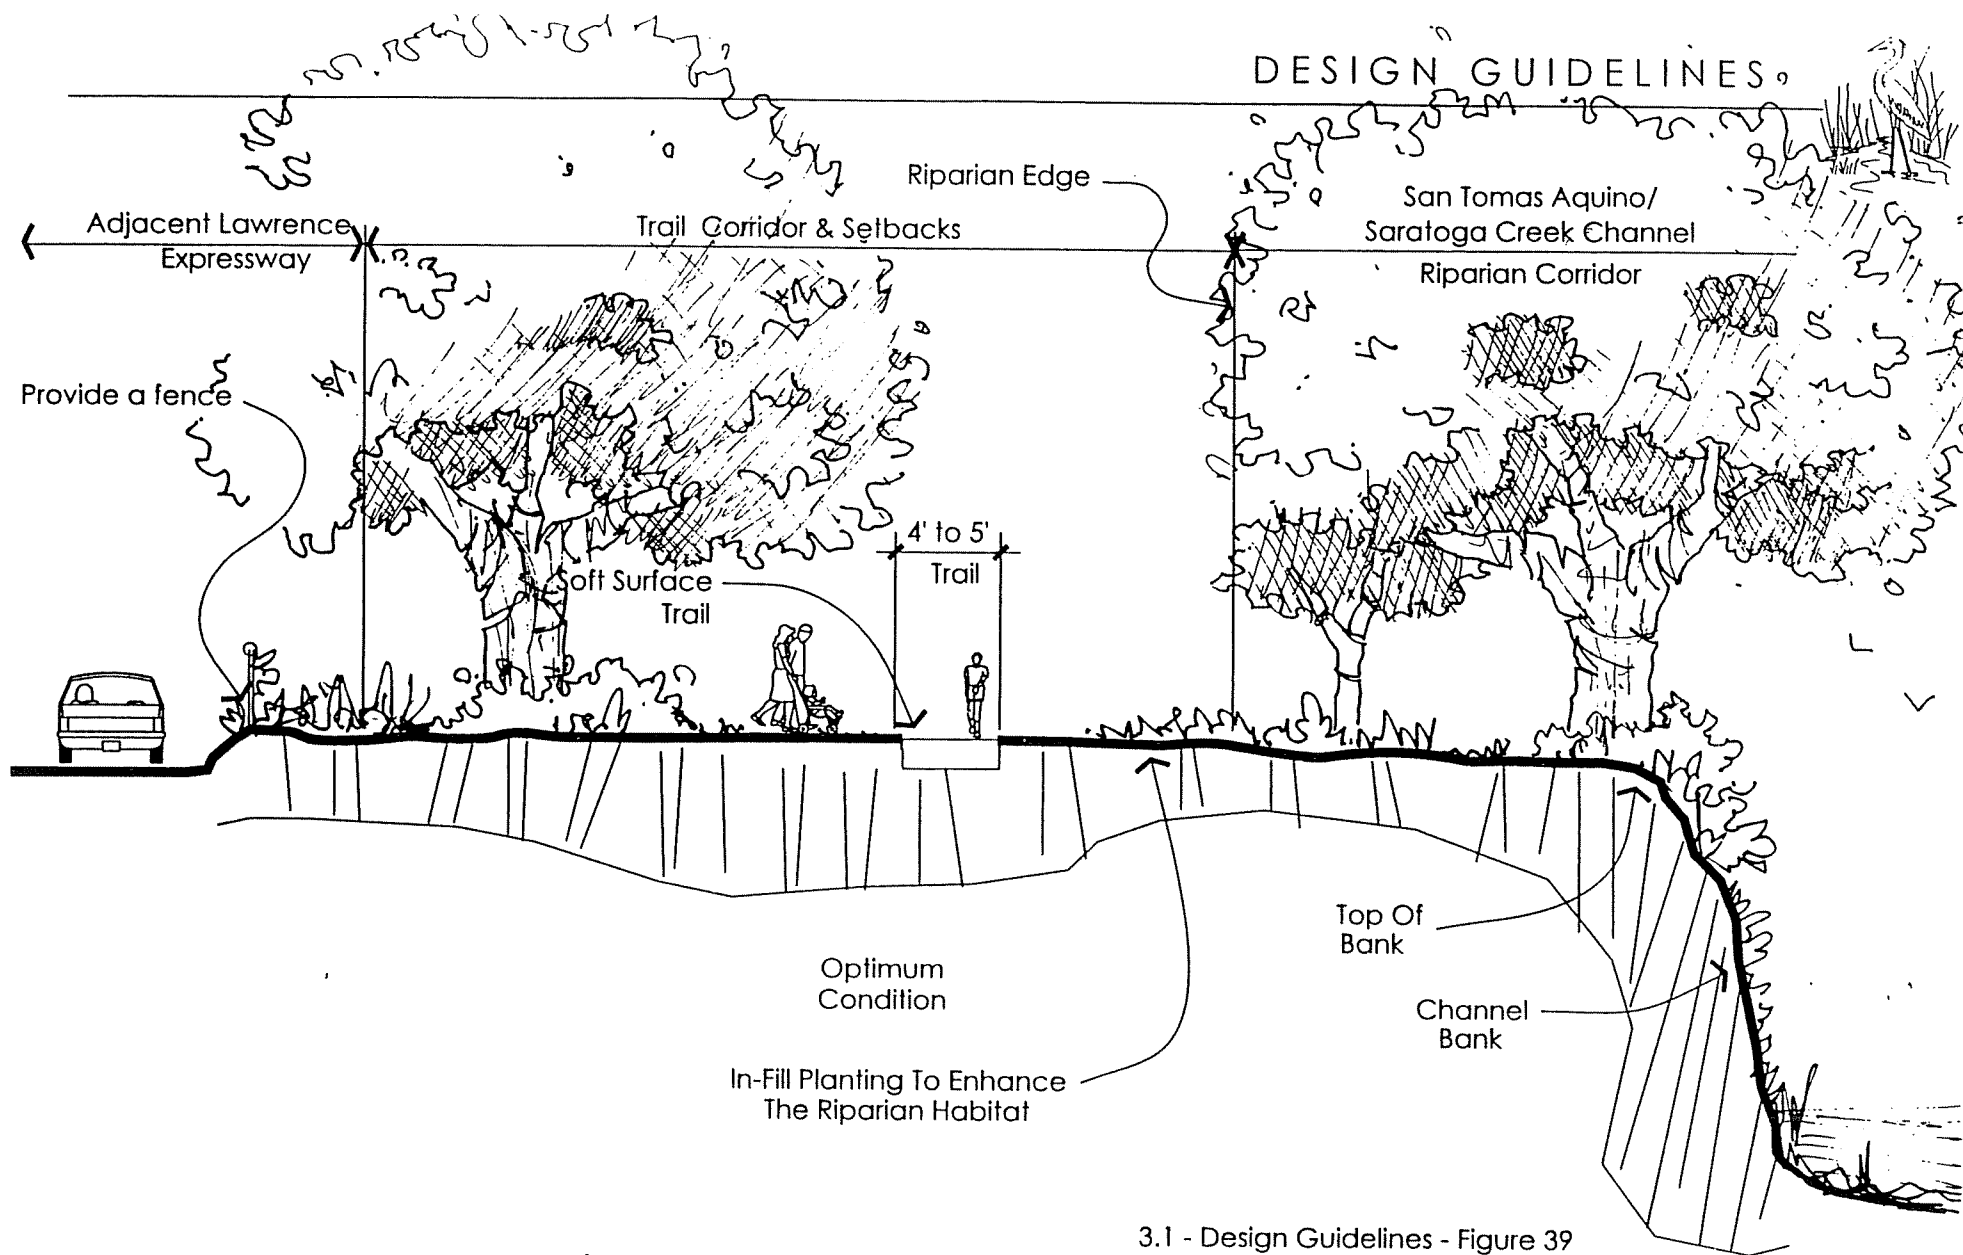 DESIGN GUIDELINES
Riparian Edge
San Tomas Aquino/
Saratoga Creek Channel
Riparian Corridor
Adjacent Lawrence
Expressway
Trail Corridor & Setbacks
Provide a fence
4' to 5'
Trail
Soft Surface
Trail
Top Of
Bank
Optimum
Condition
Channel
Bank
In-Fill Planting To Enhance
The Riparian Habitat
3.1 - Design Guidelines - Figure 39